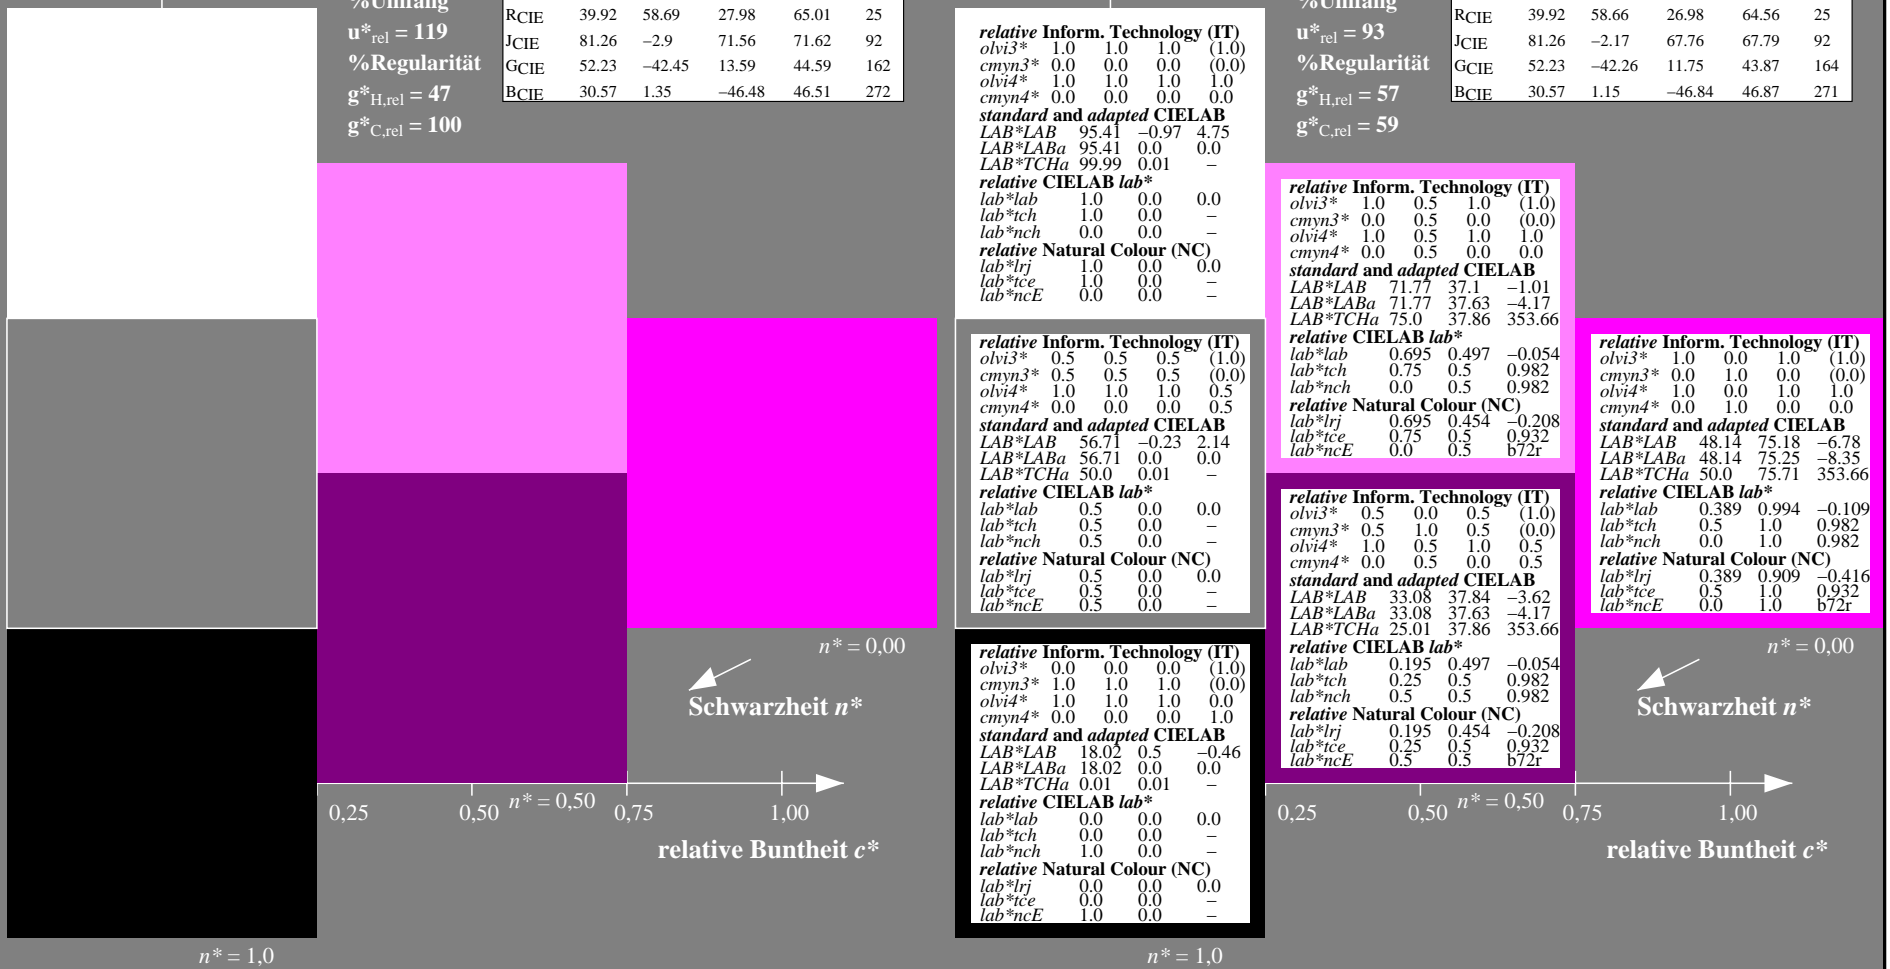 %Umfang
u*rel = 119
%Regularität
g*H,rel = 47
g*C,rel = 100
RCIE 39.92 58.69 27.98 65.01 25
JCIE 81.26 −2.9 71.56 71.62 92
GCIE 52.23 −42.45 13.59 44.59 162
BCIE 30.57 1.35 −46.48 46.51 272
n* = 0,00
Schwarzheit n*
0,25 0,50 n* = 0,50 0,75 1,00
relative Buntheit c*
n* = 1,0
relative Inform. Technology (IT)
olvi3* 1.0 1.0 1.0 (1.0)
cmyn3* 0.0 0.0 0.0 (0.0)
olvi4* 1.0 1.0 1.0 1.0
cmyn4* 0.0 0.0 0.0 0.0
standard and adapted CIELAB
LAB*LAB 95.41 −0.97 4.75
LAB*LABa 95.41 0.0 0.0
LAB*TCHa 99.99 0.01 –
relative CIELAB lab*
lab*lab 1.0 0.0 0.0
lab*tch 1.0 0.0 –
lab*nch 0.0 0.0 –
relative Natural Colour (NC)
lab*lrj 1.0 0.0 0.0
lab*tce 1.0 0.0 –
lab*ncE 0.0 0.0 –
relative Inform. Technology (IT)
olvi3* 0.5 0.5 0.5 (1.0)
cmyn3* 0.5 0.5 0.5 (0.0)
olvi4* 1.0 1.0 1.0 0.5
cmyn4* 0.0 0.0 0.0 0.5
standard and adapted CIELAB
LAB*LAB 56.71 −0.23 2.14
LAB*LABa 56.71 0.0 0.0
LAB*TCHa 50.0 0.01 –
relative CIELAB lab*
lab*lab 0.5 0.0 0.0
lab*tch 0.5 0.0 –
lab*nch 0.5 0.0 –
relative Natural Colour (NC)
lab*lrj 0.5 0.0 0.0
lab*tce 0.5 0.0 –
lab*ncE 0.5 0.0 –
relative Inform. Technology (IT)
olvi3* 0.0 0.0 0.0 (1.0)
cmyn3* 1.0 1.0 1.0 (0.0)
olvi4* 1.0 1.0 1.0 0.0
cmyn4* 0.0 0.0 0.0 1.0
standard and adapted CIELAB
LAB*LAB 18.02 0.5 −0.46
LAB*LABa 18.02 0.0 0.0
LAB*TCHa 0.01 0.01 –
relative CIELAB lab*
lab*lab 0.0 0.0 0.0
lab*tch 0.0 0.0 –
lab*nch 1.0 0.0 –
relative Natural Colour (NC)
lab*lrj 0.0 0.0 0.0
lab*tce 0.0 0.0 –
lab*ncE 1.0 0.0 –
n* = 1,0
%Umfang
u*rel = 93
%Regularität
g*H,rel = 57
g*C,rel = 59
RCIE 39.92 58.66 26.98 64.56 25
JCIE 81.26 −2.17 67.76 67.79 92
GCIE 52.23 −42.26 11.75 43.87 164
BCIE 30.57 1.15 −46.84 46.87 271
relative Inform. Technology (IT)
olvi3* 1.0 0.5 1.0 (1.0)
cmyn3* 0.0 0.5 0.0 (0.0)
olvi4* 1.0 0.5 1.0 1.0
cmyn4* 0.0 0.5 0.0 0.0
standard and adapted CIELAB
LAB*LAB 71.77 37.1 −1.01
LAB*LABa 71.77 37.63 −4.17
LAB*TCHa 75.0 37.86 353.66
relative CIELAB lab*
lab*lab 0.695 0.497 −0.054
lab*tch 0.75 0.5 0.982
lab*nch 0.0 0.5 0.982
relative Natural Colour (NC)
lab*lrj 0.695 0.454 −0.208
lab*tce 0.75 0.5 0.932
lab*ncE 0.0 0.5 b72r
relative Inform. Technology (IT)
olvi3* 0.5 0.0 0.5 (1.0)
cmyn3* 0.5 1.0 0.5 (0.0)
olvi4* 1.0 0.5 1.0 0.5
cmyn4* 0.0 0.5 0.0 0.5
standard and adapted CIELAB
LAB*LAB 33.08 37.84 −3.62
LAB*LABa 33.08 37.63 −4.17
LAB*TCHa 25.01 37.86 353.66
relative CIELAB lab*
lab*lab 0.195 0.497 −0.054
lab*tch 0.25 0.5 0.982
lab*nch 0.5 0.5 0.982
relative Natural Colour (NC)
lab*lrj 0.195 0.454 −0.208
lab*tce 0.25 0.5 0.932
lab*ncE 0.5 0.5 b72r
relative Inform. Technology (IT)
olvi3* 1.0 0.0 1.0 (1.0)
cmyn3* 0.0 1.0 0.0 (0.0)
olvi4* 1.0 0.0 1.0 1.0
cmyn4* 0.0 1.0 0.0 0.0
standard and adapted CIELAB
LAB*LAB 48.14 75.18 −6.78
LAB*LABa 48.14 75.25 −8.35
LAB*TCHa 50.0 75.71 353.66
relative CIELAB lab*
lab*lab 0.389 0.994 −0.109
lab*tch 0.5 1.0 0.982
lab*nch 0.0 1.0 0.982
relative Natural Colour (NC)
lab*lrj 0.389 0.909 −0.416
lab*tce 0.5 1.0 0.932
lab*ncE 0.0 1.0 b72r
n* = 0,00
Schwarzheit n*
0,25 0,50 n* = 0,50 0,75 1,00
relative Buntheit c*